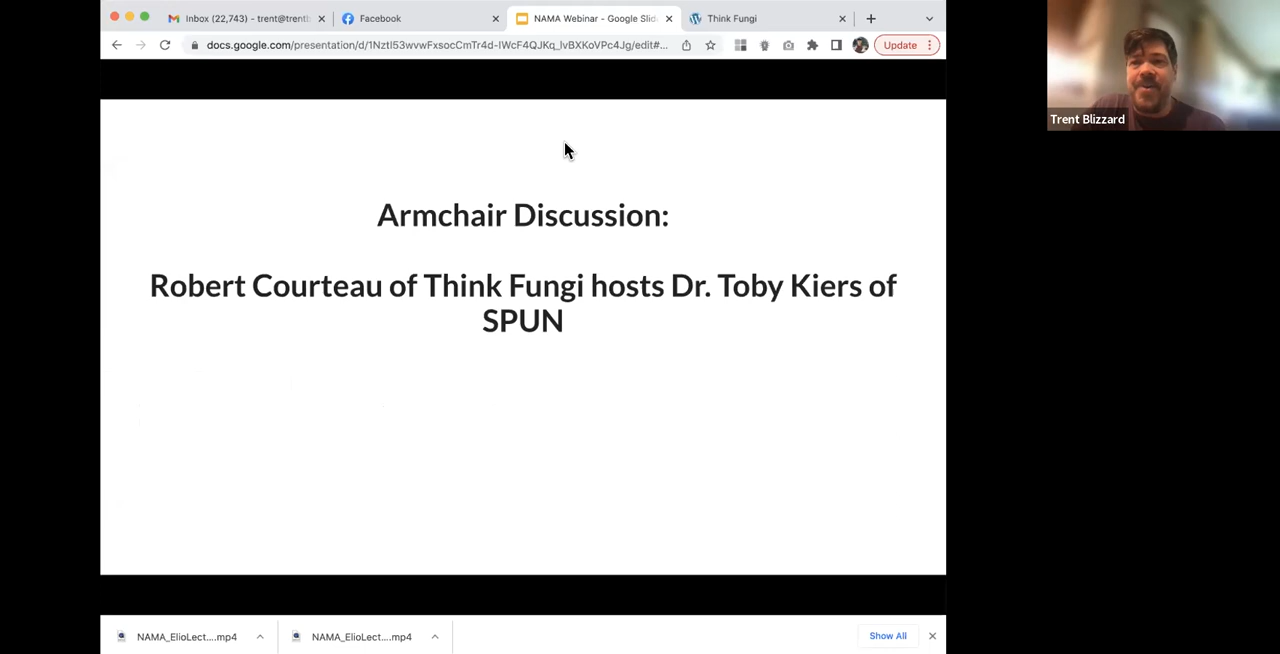 Inbox (22,743) - trent@trent
Facebook
NAMA Webinar - Google Slid
Think Fungi
docs.google.com/presentation/d/1Nztl53wvwFxsocCmTr4d-IWcF4QJKq_lvBXKoVPc4Jg/edit#...
Update
Trent Blizzard
Armchair Discussion:
Robert Courteau of Think Fungi hosts Dr. Toby Kiers of
SPUN
NAMA_ElioLect....mp4
NAMA_ElioLect....mp4
Show All